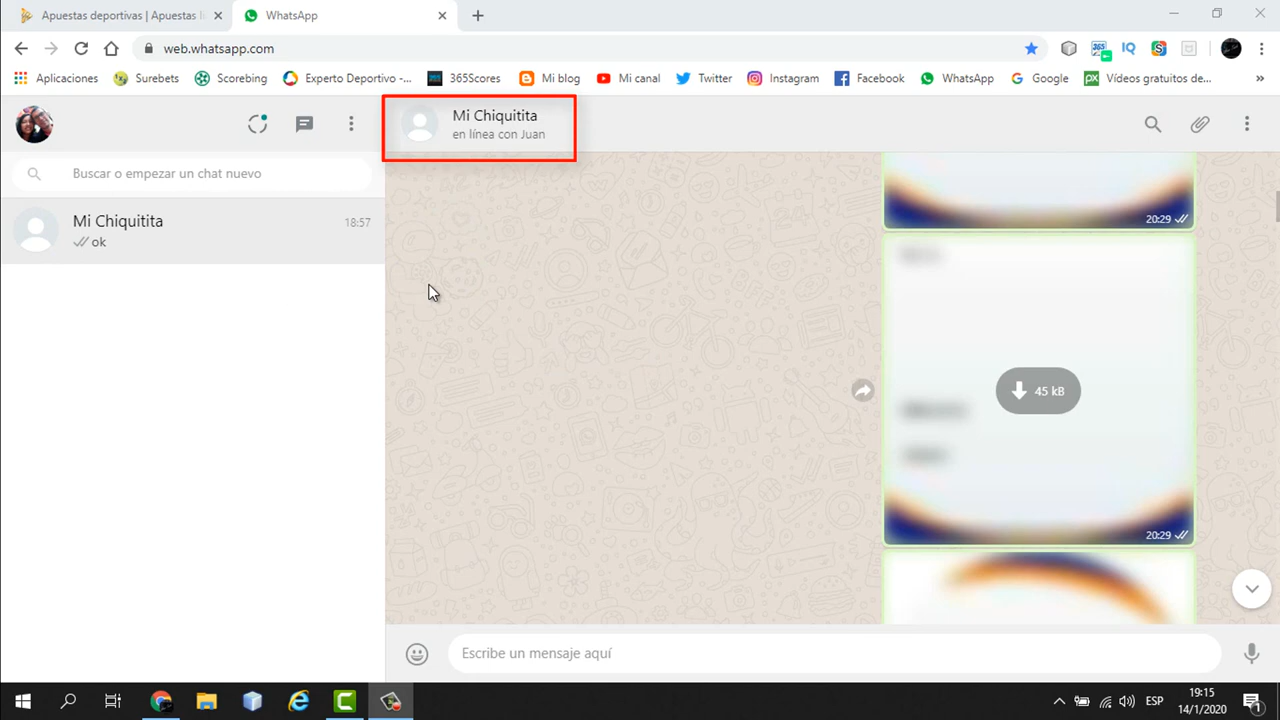 Apuestas deportivas | Apuestas l
WhatsApp
web.whatsapp.com
Aplicaciones
Surebets
Scorebing
Experto Deportivo -...
365Scores
Mi blog
Mi canal
Twitter
Instagram
Facebook
WhatsApp
Google
Vídeos gratuitos de...
Mi Chiquitita
en línea con Juan
Buscar o empezar un chat nuevo
Mi Chiquitita
18:57
ok
20:29
45 kB
20:29
Escribe un mensaje aquí
ESP
19:15
14/1/2020